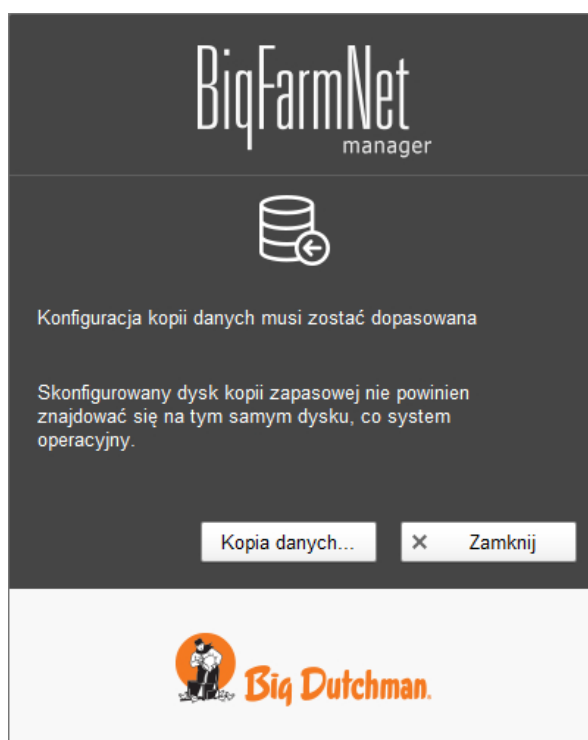 BigFarmNet
manager
Konfiguracja kopii danych musi zostać dopasowana
Skonfigurowany dysk kopii zapasowej nie powinien
znajdować się na tym samym dysku, co system
operacyjny.
Kopia danych...
Zamknij
Big Dutchman.